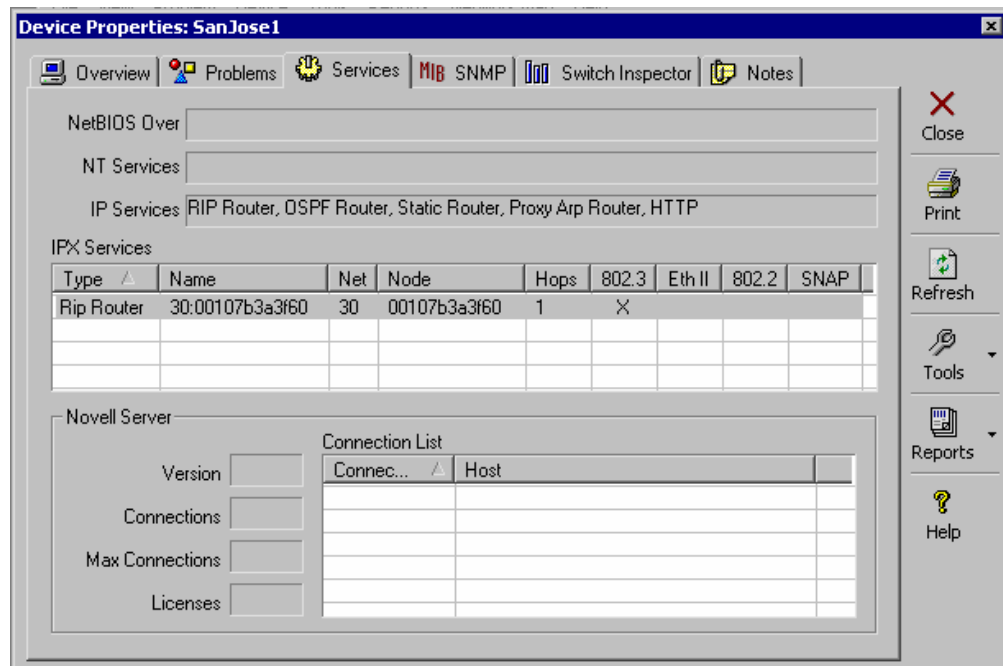 Device Properties: SanJose1
Overview Problems Services MIB SNMP Switch Inspector Notes
NetBIOS Over
NT Services
IP Services RIP Router, OSPF Router, Static Router, Proxy Arp Router, HTTP
IPX Services
Type Name Net Node Hops 802.3 Eth II 802.2 SNAP
Rip Router 30:00107b3a3f60 30 00107b3a3f60 1 X
Novell Server
Connection List
Connec... Host
Version
Connections
Max Connections
Licenses
Close
Print
Refresh
Tools
Reports
Help